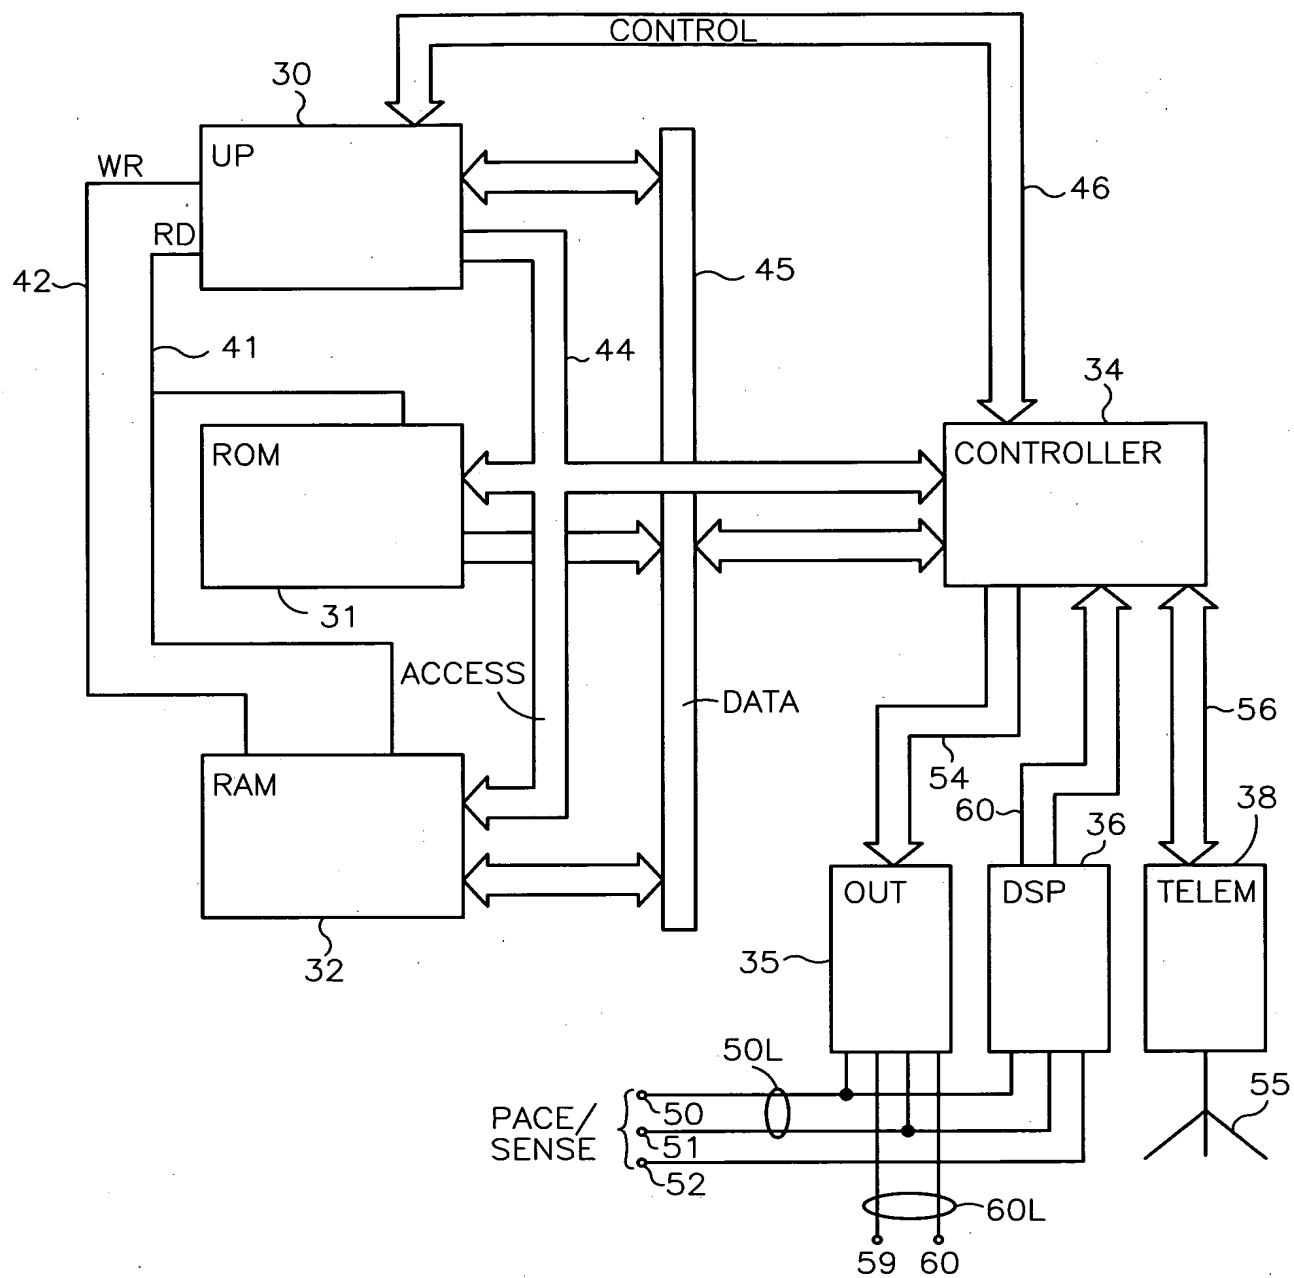 CONTROL
30
UP
WR
46
RD
45
42
41
44
34
ROM
CONTROLLER
31
ACCESS
DATA
56
54
RAM
60
38
36
OUT
DSP
TELEM
35
32
50L
55
PACE/
SENSE
50
51
52
60L
59
60